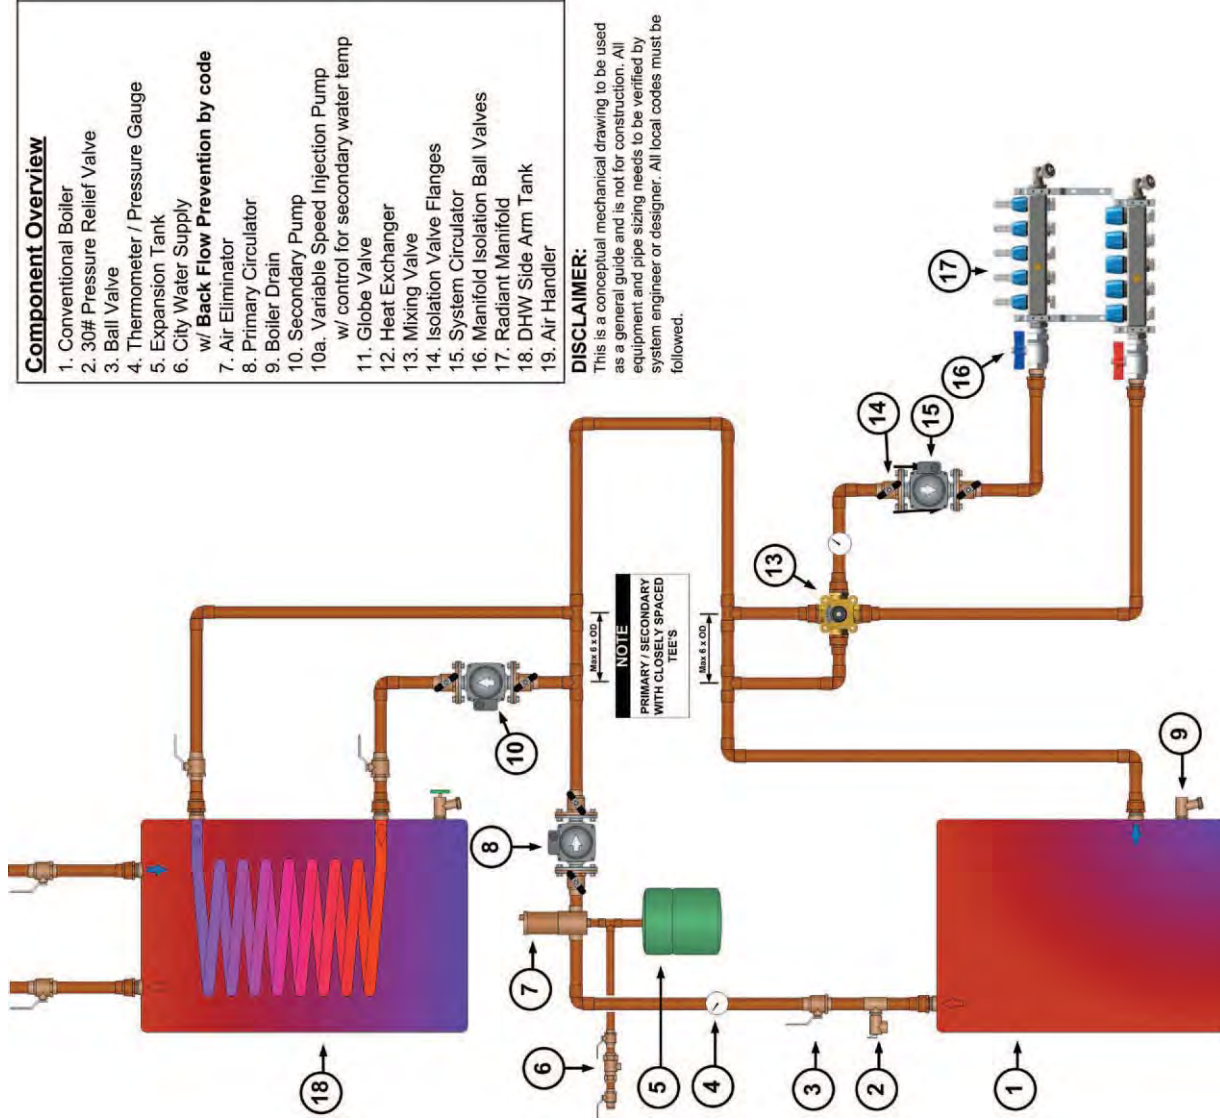 Component Overview
1. Conventional Boiler
2. 30# Pressure Relief Valve
3. Ball Valve
4. Thermometer / Pressure Gauge
5. Expansion Tank
6. City Water Supply
w/ Back Flow Prevention by code
7. Air Eliminator
8. Primary Circulator
9. Boiler Drain
10. Secondary Pump
10a. Variable Speed Injection Pump
w/ control for secondary water temp
11. Globe Valve
12. Heat Exchanger
13. Mixing Valve
14. Isolation Valve Flanges
15. System Circulator
16. Manifold Isolation Ball Valves
17. Radiant Manifold
18. DHW Side Arm Tank
19. Air Handler
DISCLAIMER:
This is a conceptual mechanical drawing to be used
as a general guide and is not for construction. All
equipment and pipe sizing needs to be verified by
system engineer or designer. All local codes must be
followed.
18
10
8
7
6
5
4
3
2
1
9
Max 6 x OD
NOTE
PRIMARY / SECONDARY
WITH CLOSELY SPACED
TEE'S
Max 6 x OD
13
14
15
16
17